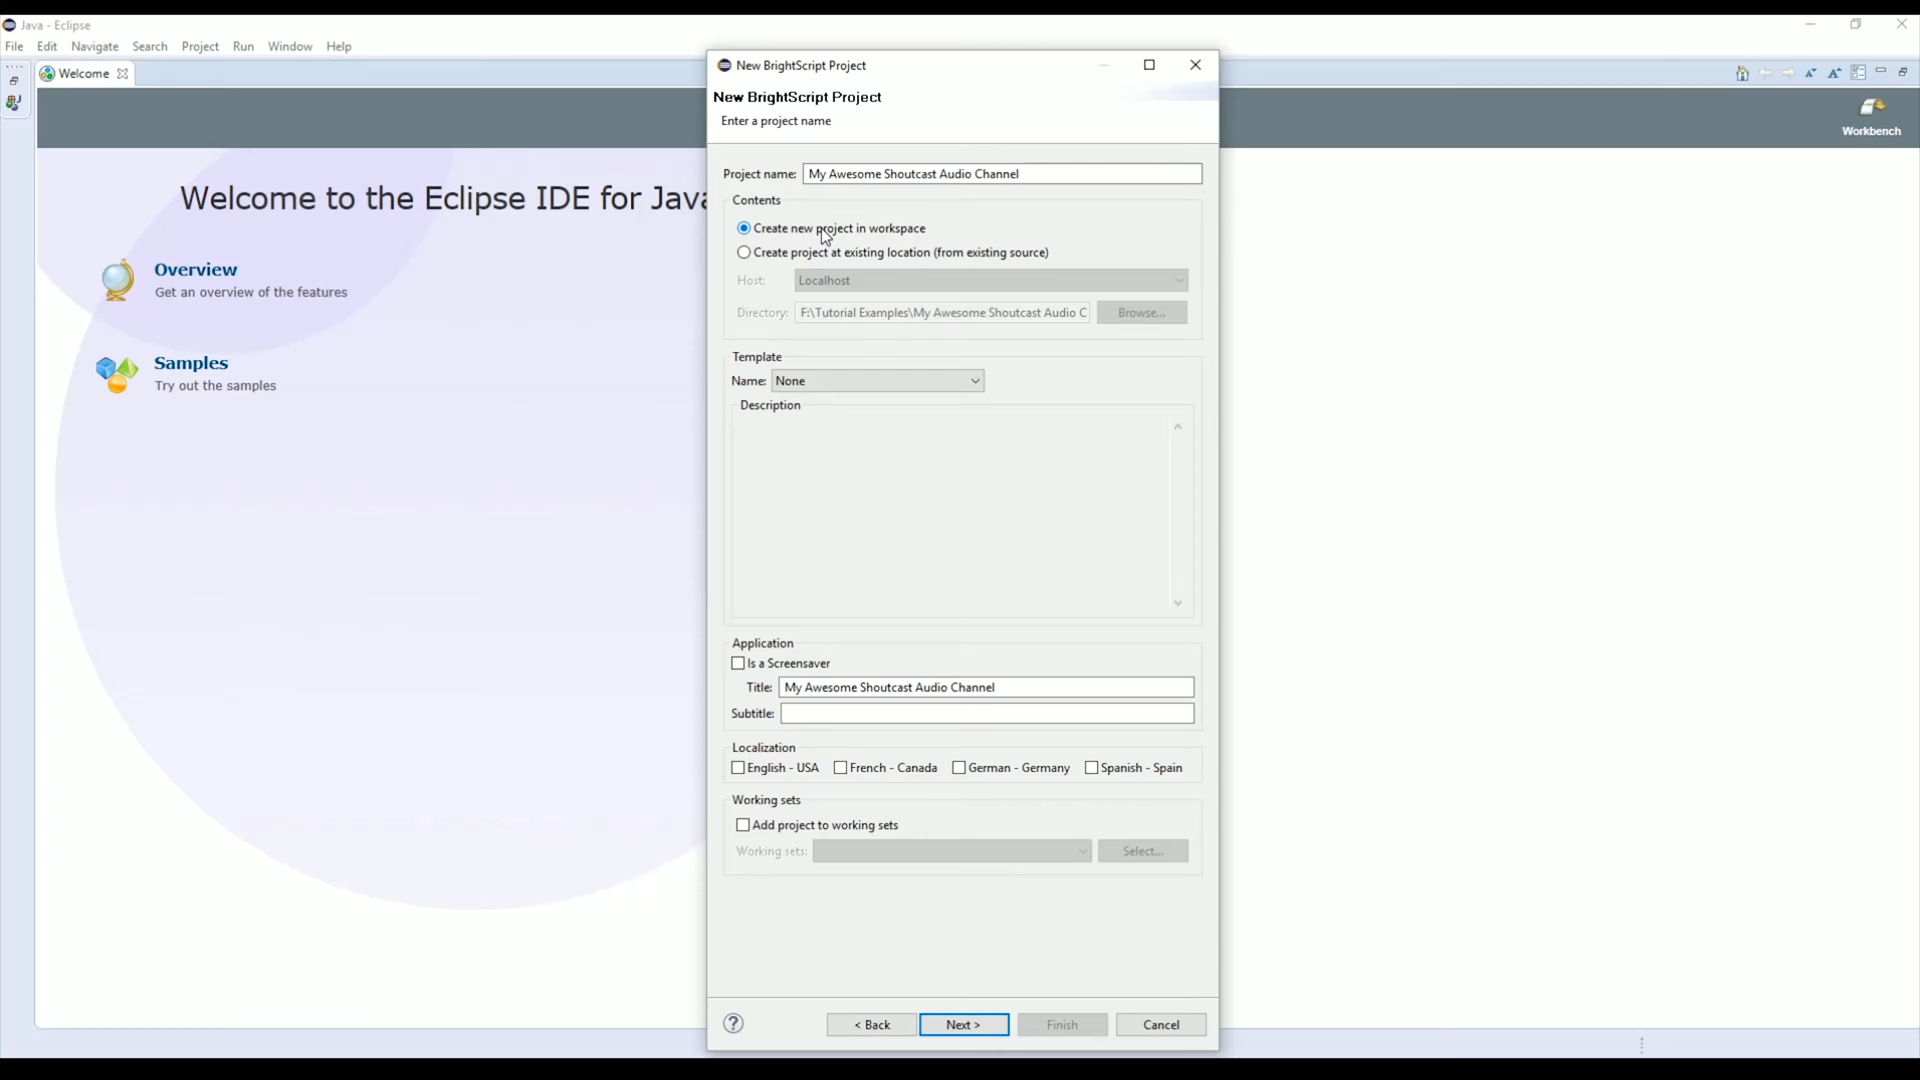 Java - Eclipse
File Edit Navigate Search Project Run Window Help
Welcome
Workbench
Welcome to the Eclipse IDE for Java
Overview
Get an overview of the features
Samples
Try out the samples
New BrightScript Project
New BrightScript Project
Enter a project name
Project name: My Awesome Shoutcast Audio Channel
Contents
Create new project in workspace
Create project at existing location (from existing source)
Host: Localhost
Directory: F:\Tutorial Examples\My Awesome Shoutcast Audio C Browse...
Template
Name: None
Description
Application
Is a Screensaver
Title: My Awesome Shoutcast Audio Channel
Subtitle:
Localization
English - USA French - Canada German - Germany Spanish - Spain
Working sets
Add project to working sets
Working sets: Select...
? < Back Next > Finish Cancel